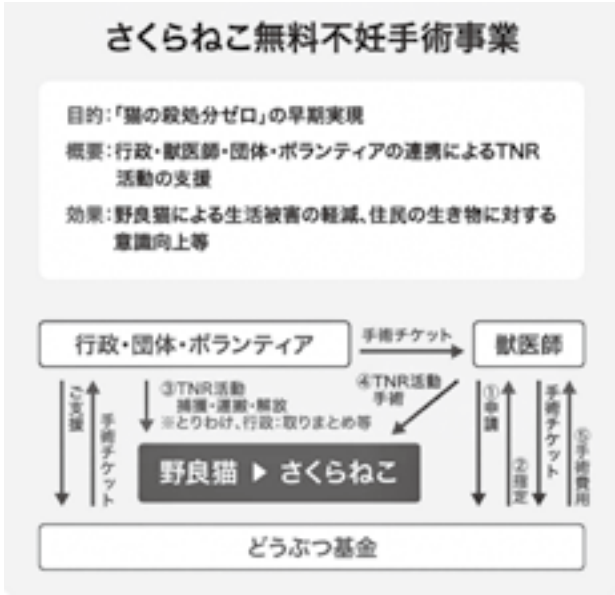 さくらねこ無料不妊手術事業
目的:「猫の殺処分ゼロ」の早期実現
概要:行政・獣医師・団体・ボランティアの連携によるTNR
活動の支援
効果:野良猫による生活被害の軽減、住民の生き物に対する
意識向上等
行政・団体・ボランティア
手術チケット
獣医師
ご支援
手術チケット
③TNR活動
捕獲・運搬・解放
※とりわけ、行政:取りまとめ等
④TNR活動
手術
①申請
②指定
手術チケット
⑤手術費用
野良猫 ▶ さくらねこ
どうぶつ基金